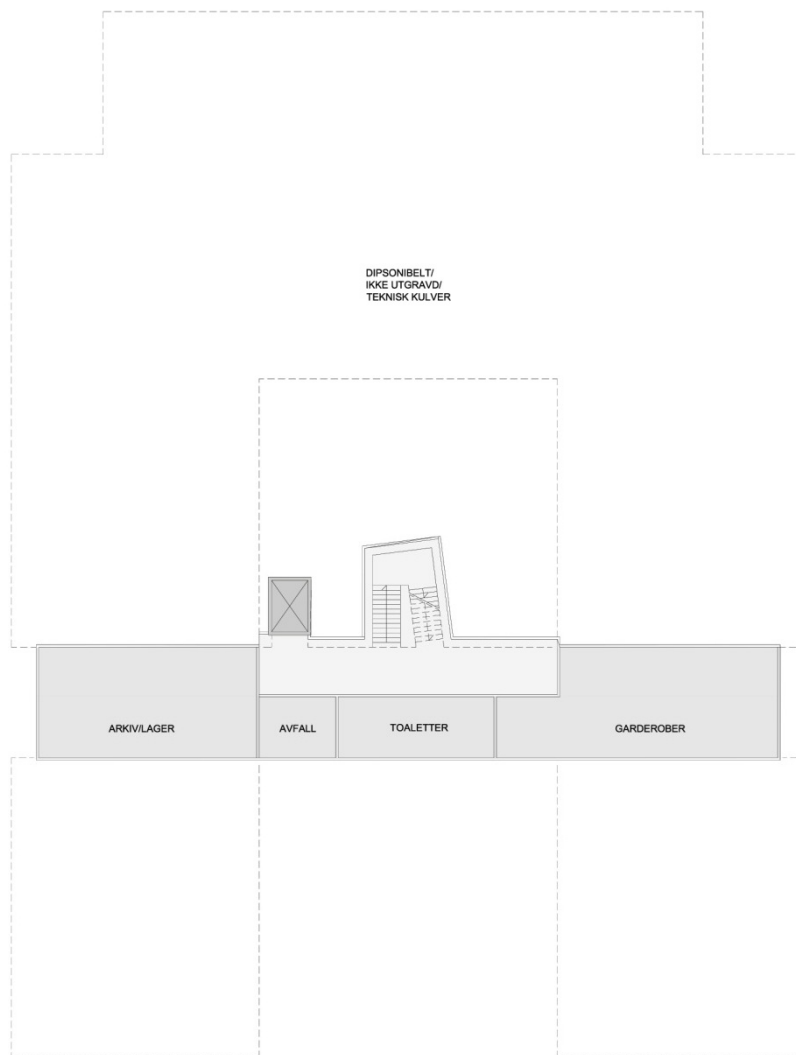 DIPSONIBELT/
IKKE UTGRAVD/
TEKNISK KULVER
ARKIV/LAGER
AVFALL
TOALETTER
GARDEROBER